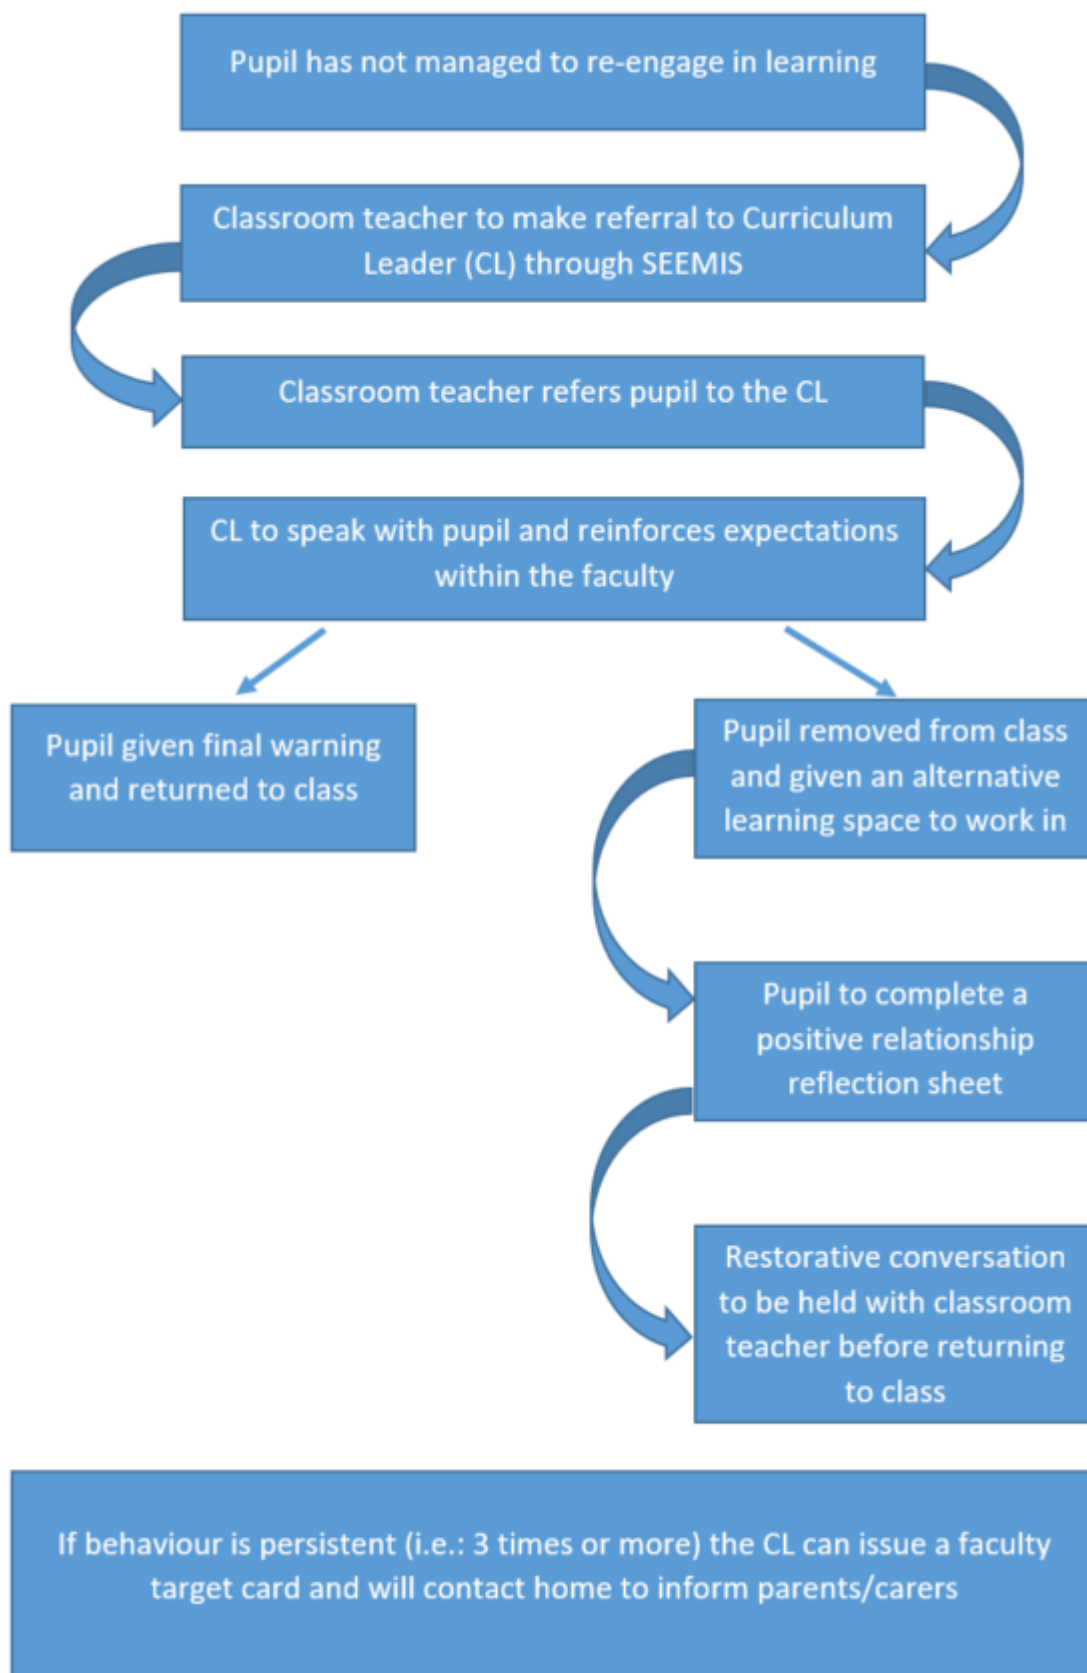 Pupil has not managed to re-engage in learning
Classroom teacher to make referral to Curriculum
Leader (CL) through SEEMIS
Classroom teacher refers pupil to the CL
CL to speak with pupil and reinforces expectations
within the faculty
Pupil given final warning
and returned to class
Pupil removed from class
and given an alternative
learning space to work in
Pupil to complete a
positive relationship
reflection sheet
Restorative conversation
to be held with classroom
teacher before returning
to class
If behaviour is persistent (i.e.: 3 times or more) the CL can issue a faculty
target card and will contact home to inform parents/carers